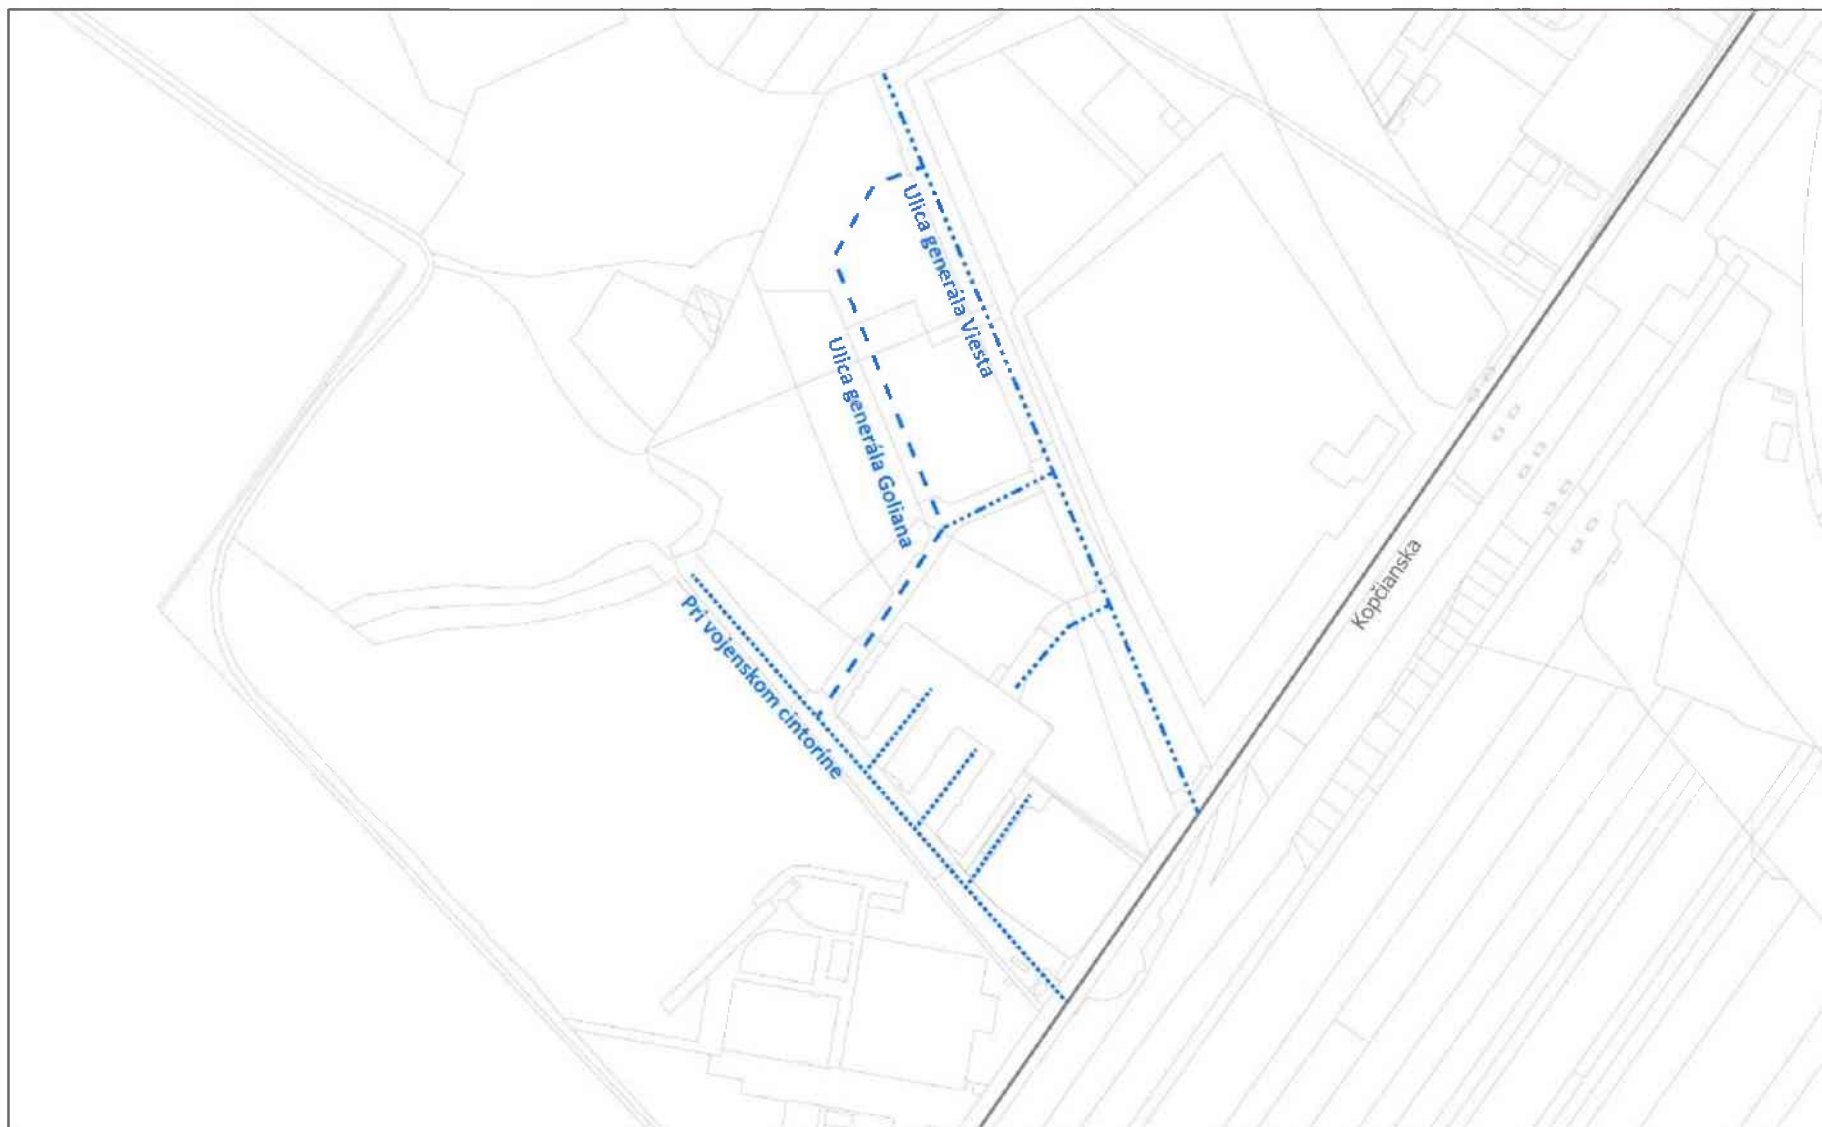 Ulica generála Viesta
Ulica generála Goliana
Kopčianska
Pri vojenskom cintoríne